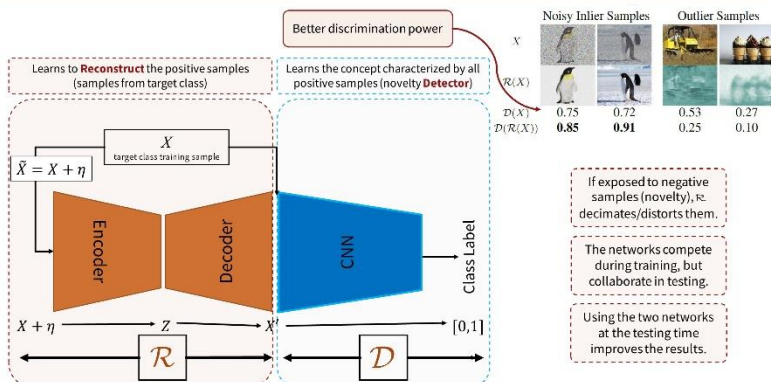 Better discrimination power
Noisy Inlier Samples
Outlier Samples
X
R(X)
D(X) 0.75 0.72 0.53 0.27
D(R(X)) 0.85 0.91 0.25 0.10
Learns to Reconstruct the positive samples
(samples from target class)
Learns the concept characterized by all
positive samples (novelty Detector)
X
target class training sample
X̃ = X + η
Encoder
Decoder
CNN
Class Label
X + η
Z
X'
[0,1]
R
D
If exposed to negative
samples (novelty), R
decimates/distorts them.
The networks compete
during training, but
collaborate in testing.
Using the two networks
at the testing time
improves the results.